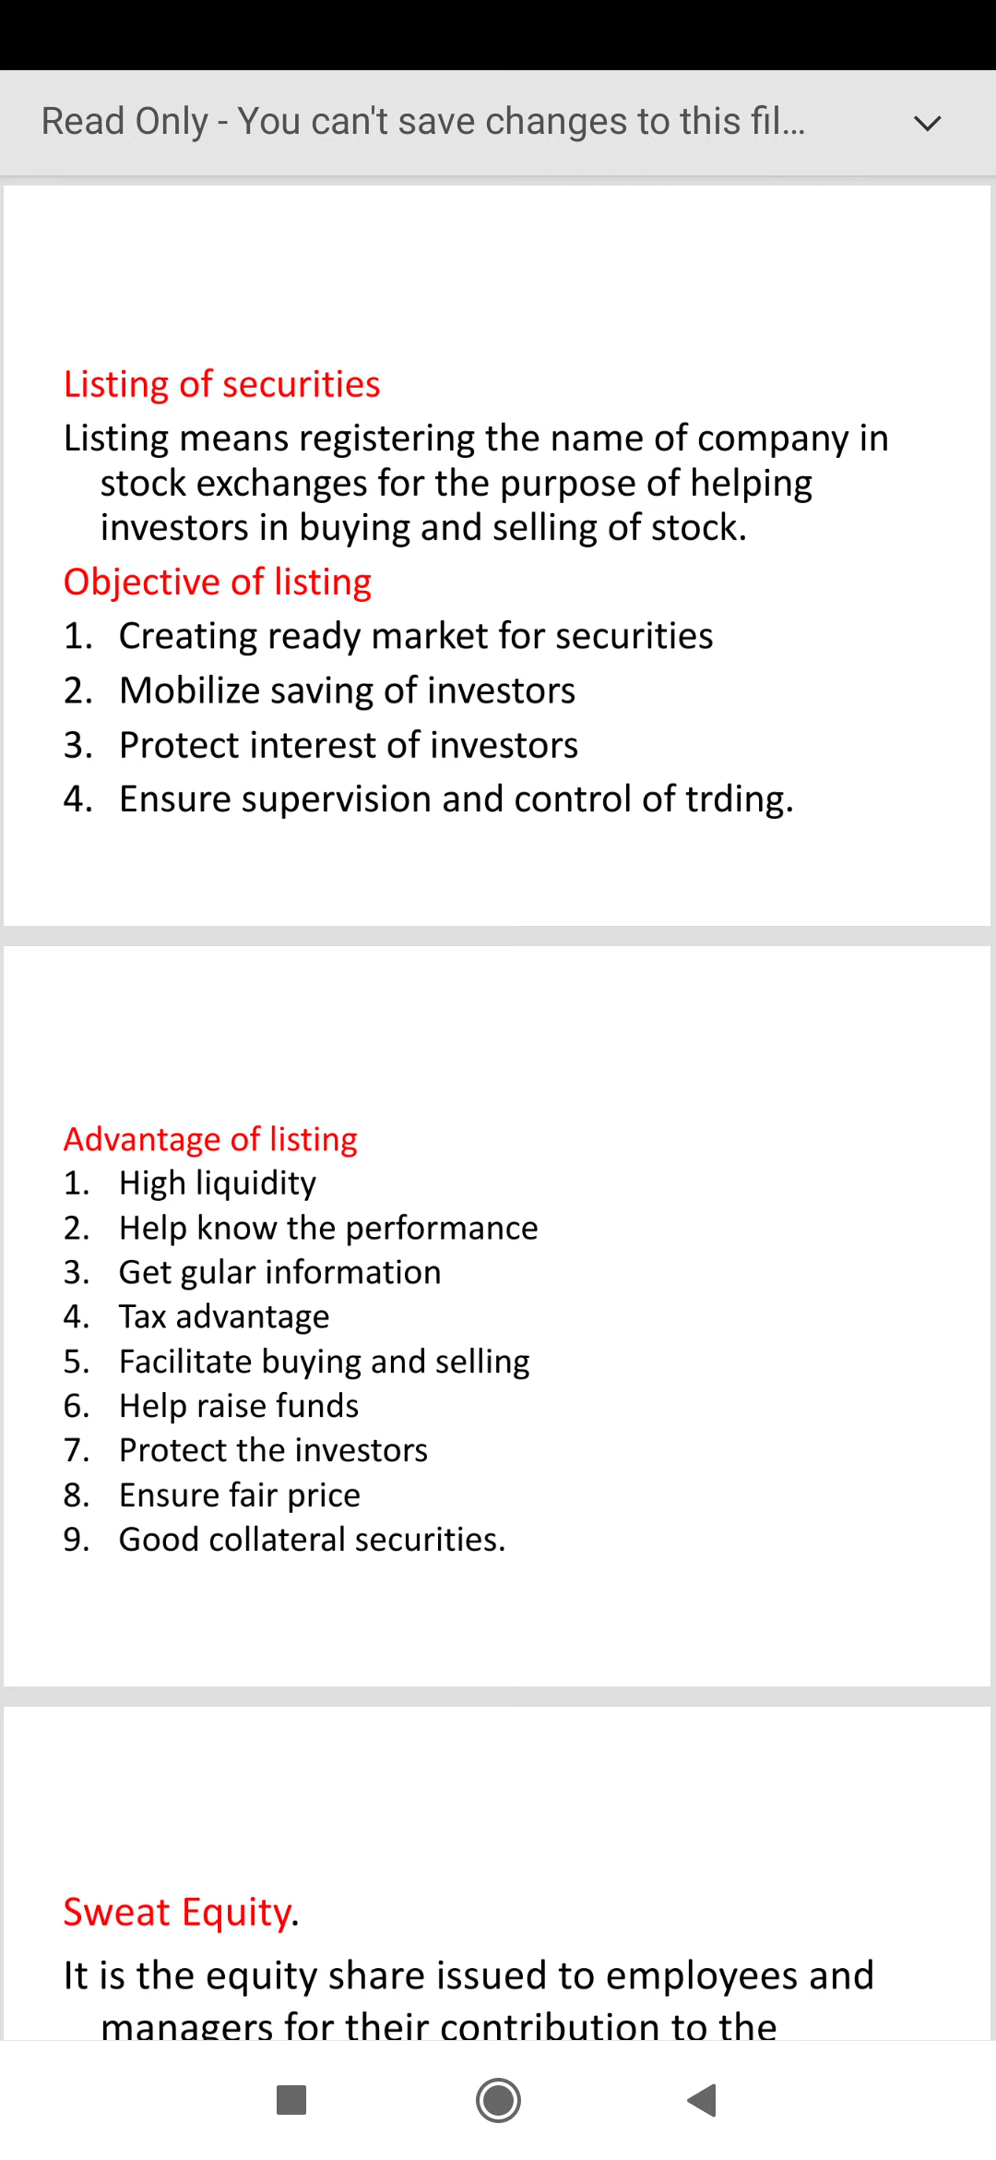 Read Only - You can't save changes to this fil...
Listing of securities
Listing means registering the name of company in
stock exchanges for the purpose of helping
investors in buying and selling of stock.
Objective of listing
1. Creating ready market for securities
2. Mobilize saving of investors
3. Protect interest of investors
4. Ensure supervision and control of trding.
Advantage of listing
1. High liquidity
2. Help know the performance
3. Get gular information
4. Tax advantage
5. Facilitate buying and selling
6. Help raise funds
7. Protect the investors
8. Ensure fair price
9. Good collateral securities.
Sweat Equity.
It is the equity share issued to employees and
managers for their contribution to the